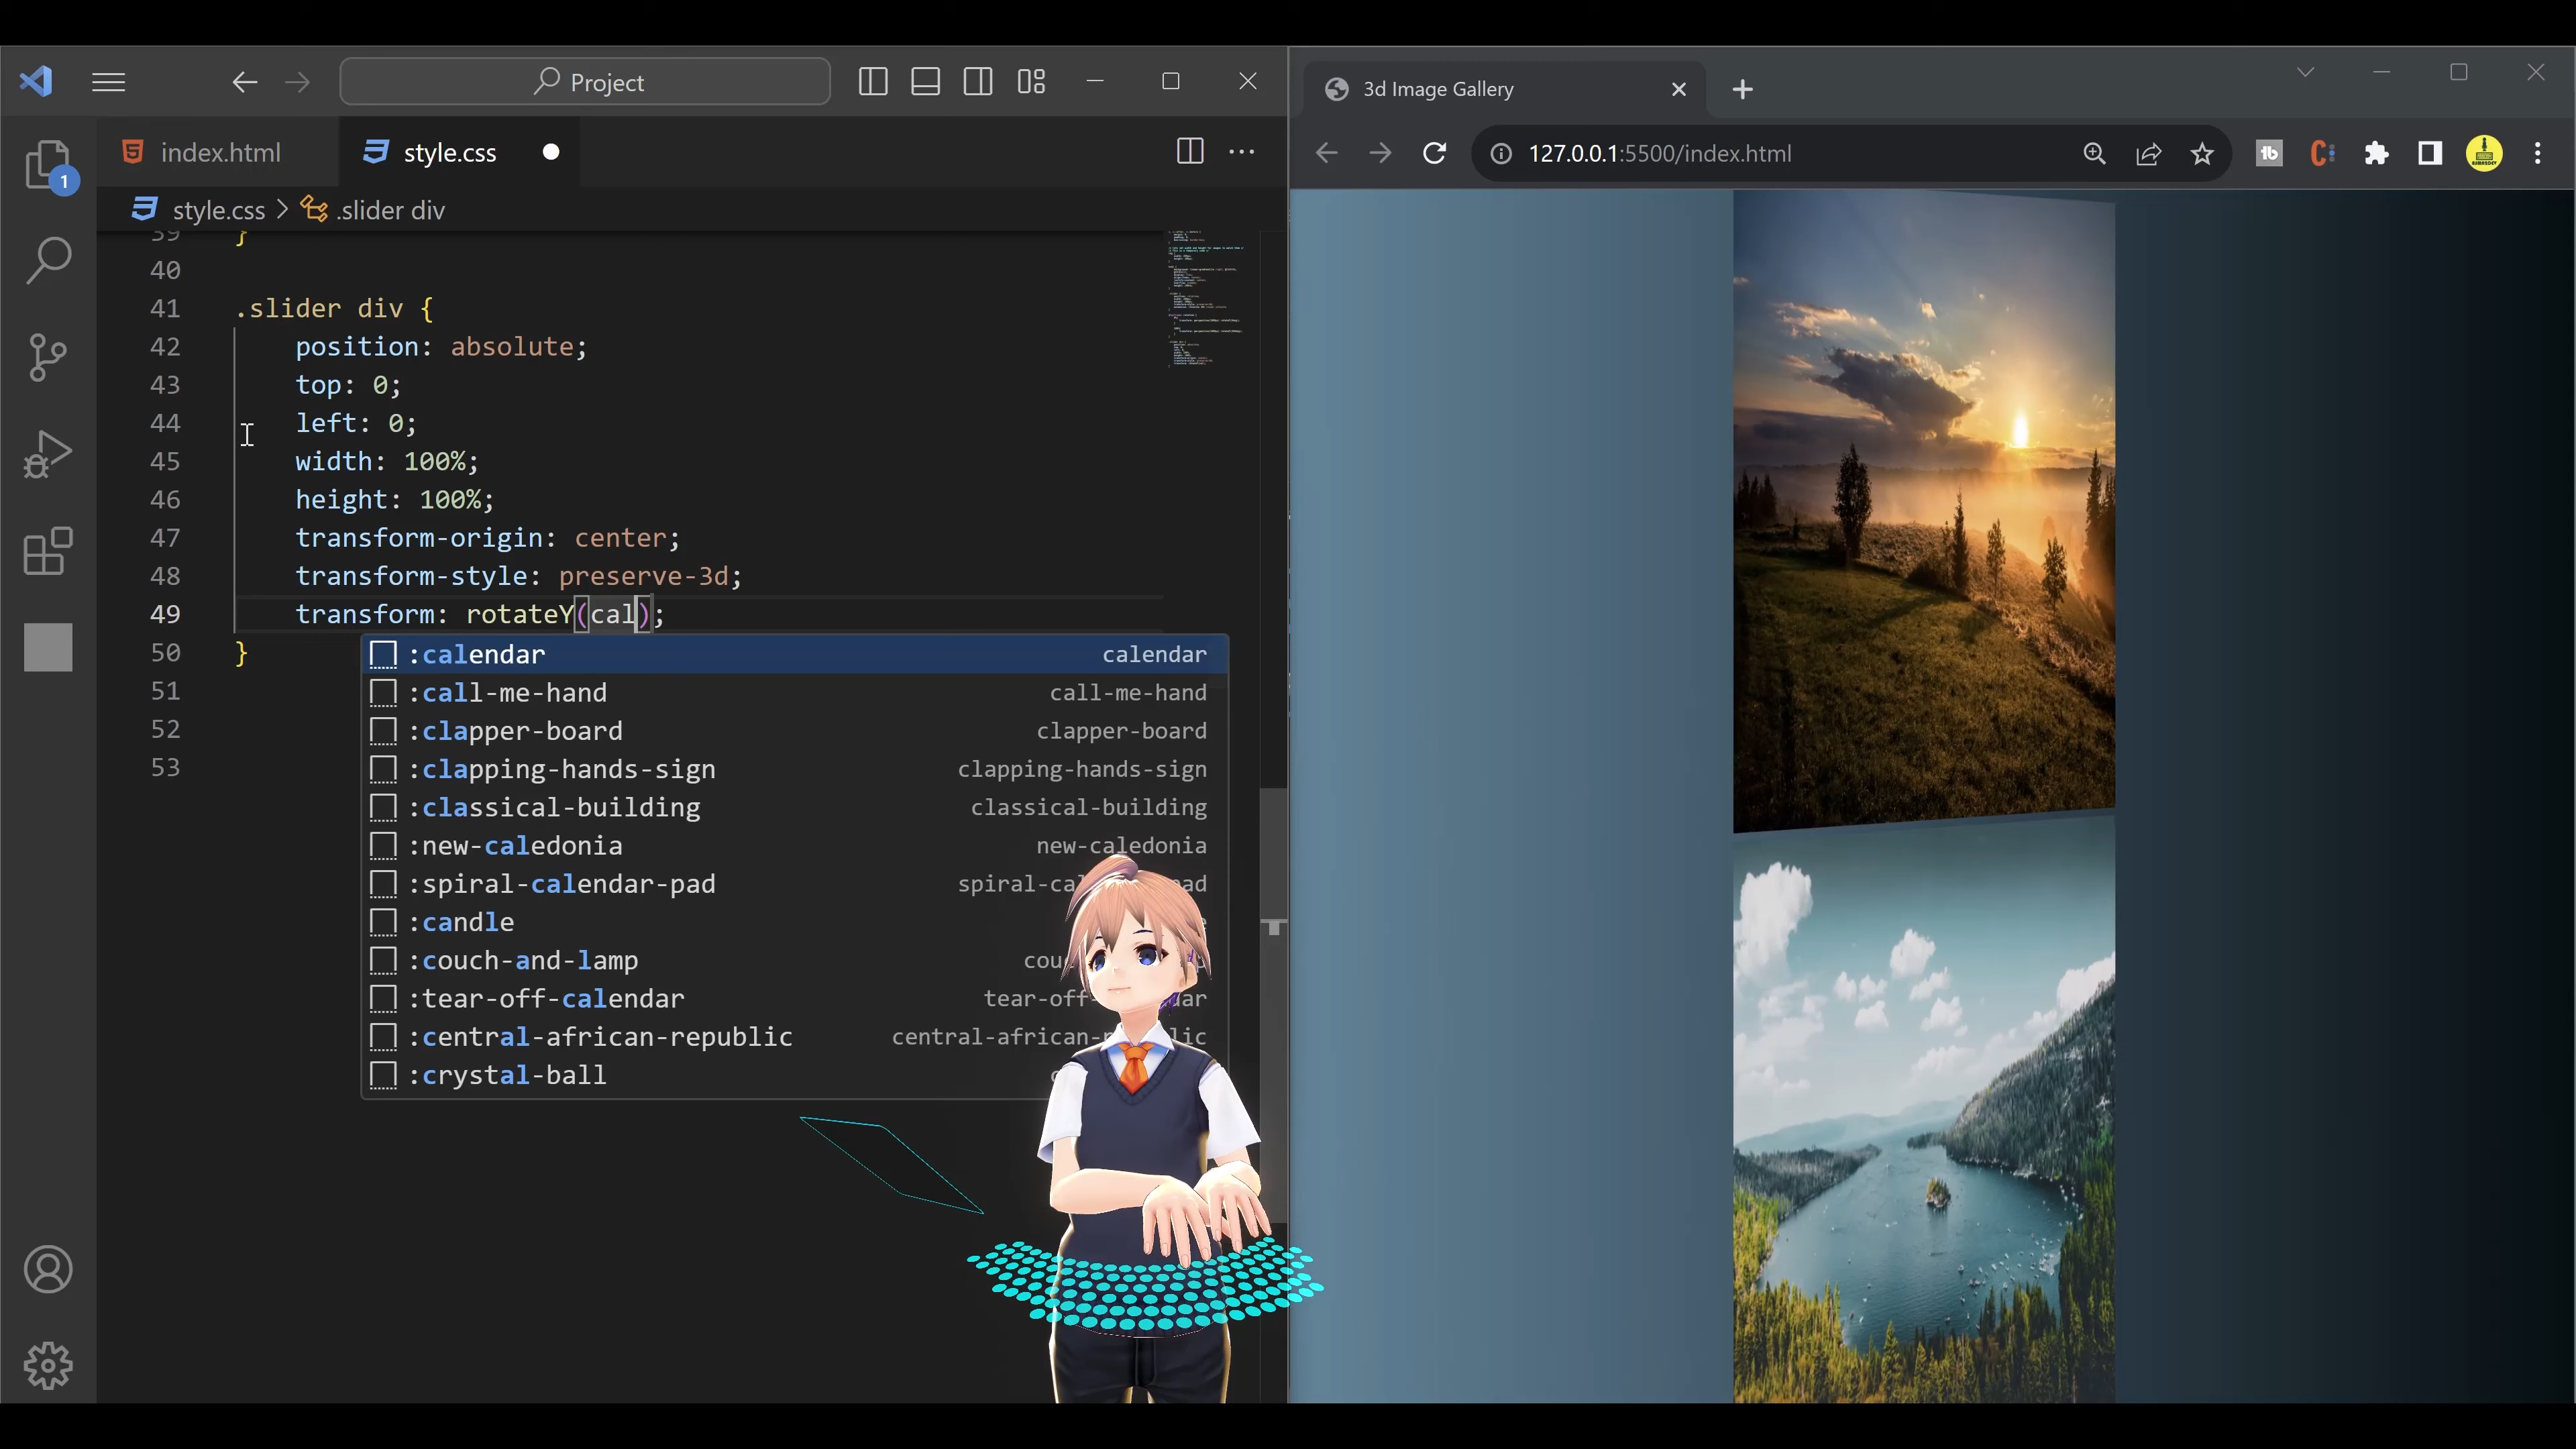 Project
index.html
style.css
1
style.css > .slider div
39 }
40
41 .slider div {
42 position: absolute;
43 top: 0;
44 left: 0;
45 width: 100%;
46 height: 100%;
47 transform-origin: center;
48 transform-style: preserve-3d;
49 transform: rotateY(cal);
50 }
51
52
53
:calendar calendar
:call-me-hand call-me-hand
:clapper-board clapper-board
:clapping-hands-sign clapping-hands-sign
:classical-building classical-building
:new-caledonia new-caledonia
:spiral-calendar-pad
:candle
:couch-and-lamp
:tear-off-calendar
:central-african-republic
:crystal-ball
3d Image Gallery
127.0.0.1:5500/index.html